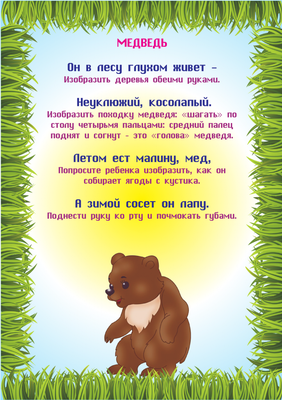 МЕДВЕДЬ
Он в лесу глухом живет -
Изобразить деревья обеими руками.
Неуклюжий, косолапый.
Изобразить походку медведя: «шагать» по
столу четырьмя пальцами: средний палец
поднят и согнут - это «голова» медведя.
Летом ест малину, мед,
Попросите ребенка изобразить, как он
собирает ягоды с кустика.
А зимой сосет он лапу.
Поднести руку ко рту и почмокать губами.